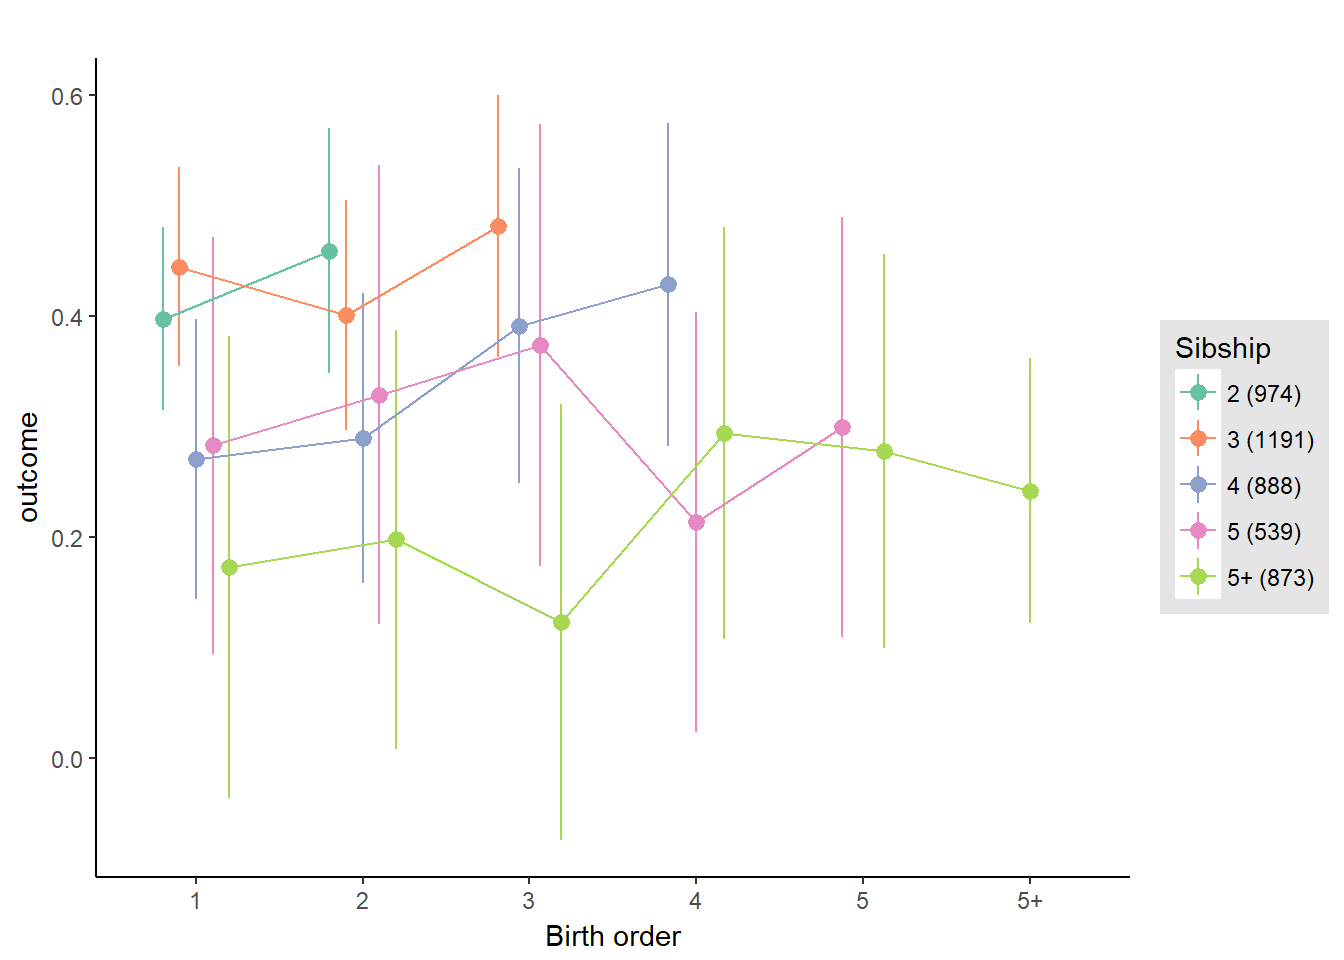 0.6
0.4
0.2
0.0
outcome
1 2 3 4 5 5+
Birth order
Sibship
2 (974)
3 (1191)
4 (888)
5 (539)
5+ (873)